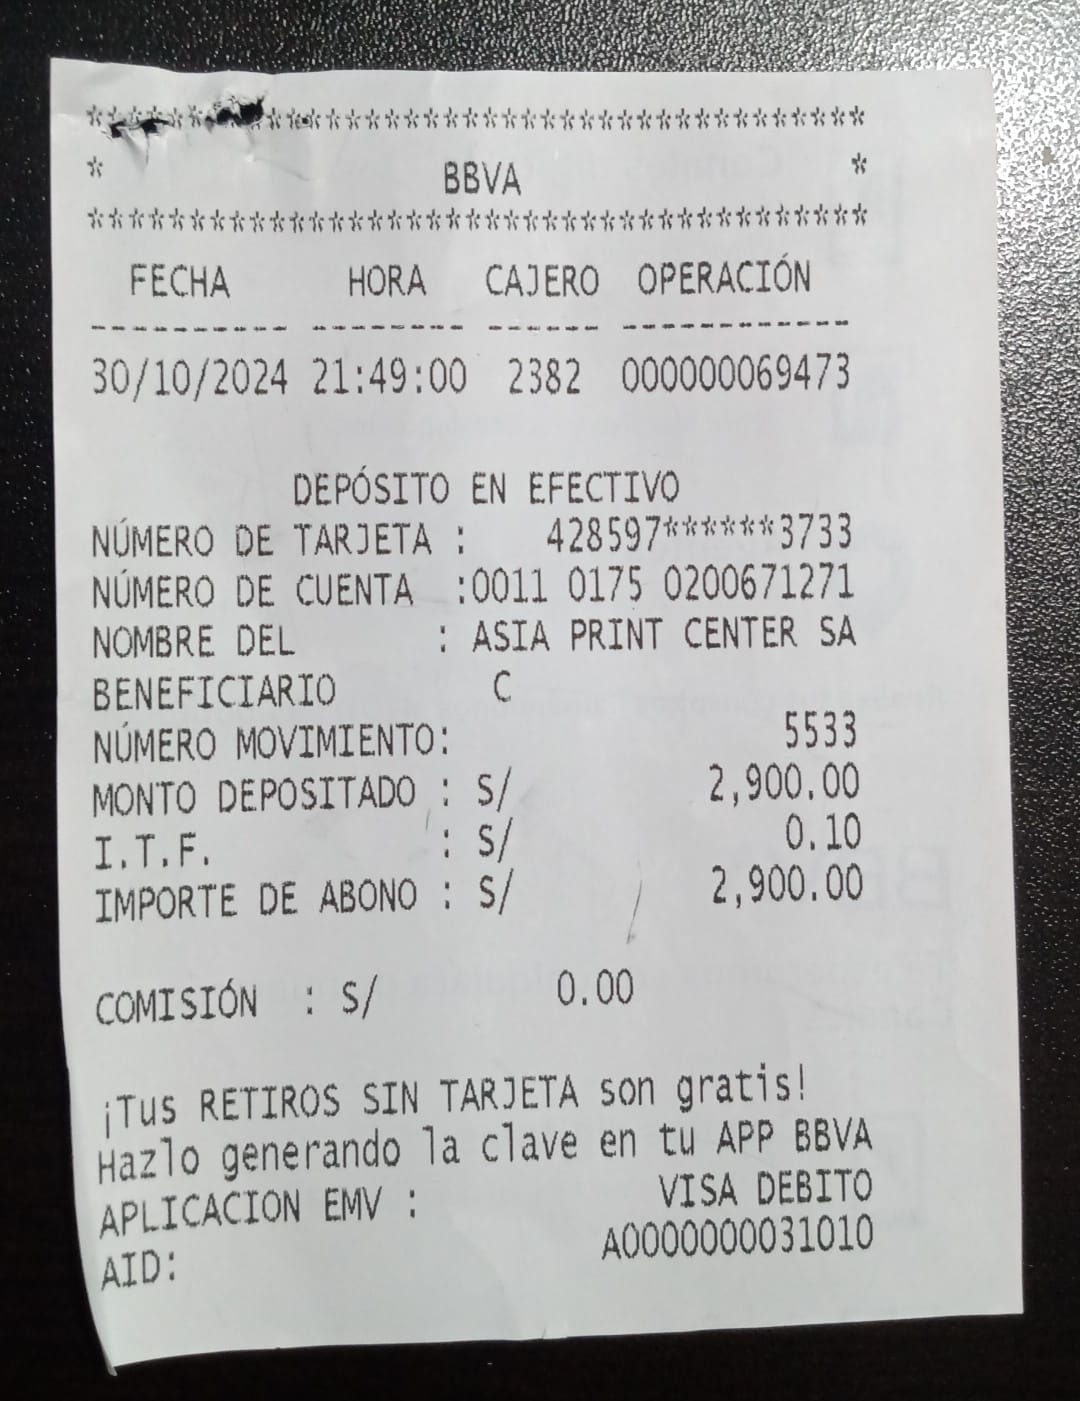 ****************************************
* BBVA *
****************************************
FECHA HORA CAJERO OPERACIÓN
---------- ------- ------ ------------
30/10/2024 21:49:00 2382 000000069473
DEPÓSITO EN EFECTIVO
NÚMERO DE TARJETA : 428597******3733
NÚMERO DE CUENTA :0011 0175 0200671271
NOMBRE DEL : ASIA PRINT CENTER SA
BENEFICIARIO C
NÚMERO MOVIMIENTO: 5533
MONTO DEPOSITADO : S/ 2,900.00
I.T.F. : S/ 0.10
IMPORTE DE ABONO : S/ 2,900.00
COMISIÓN : S/ 0.00
¡Tus RETIROS SIN TARJETA son gratis!
Hazlo generando la clave en tu APP BBVA
APLICACION EMV : VISA DEBITO
AID: A0000000031010